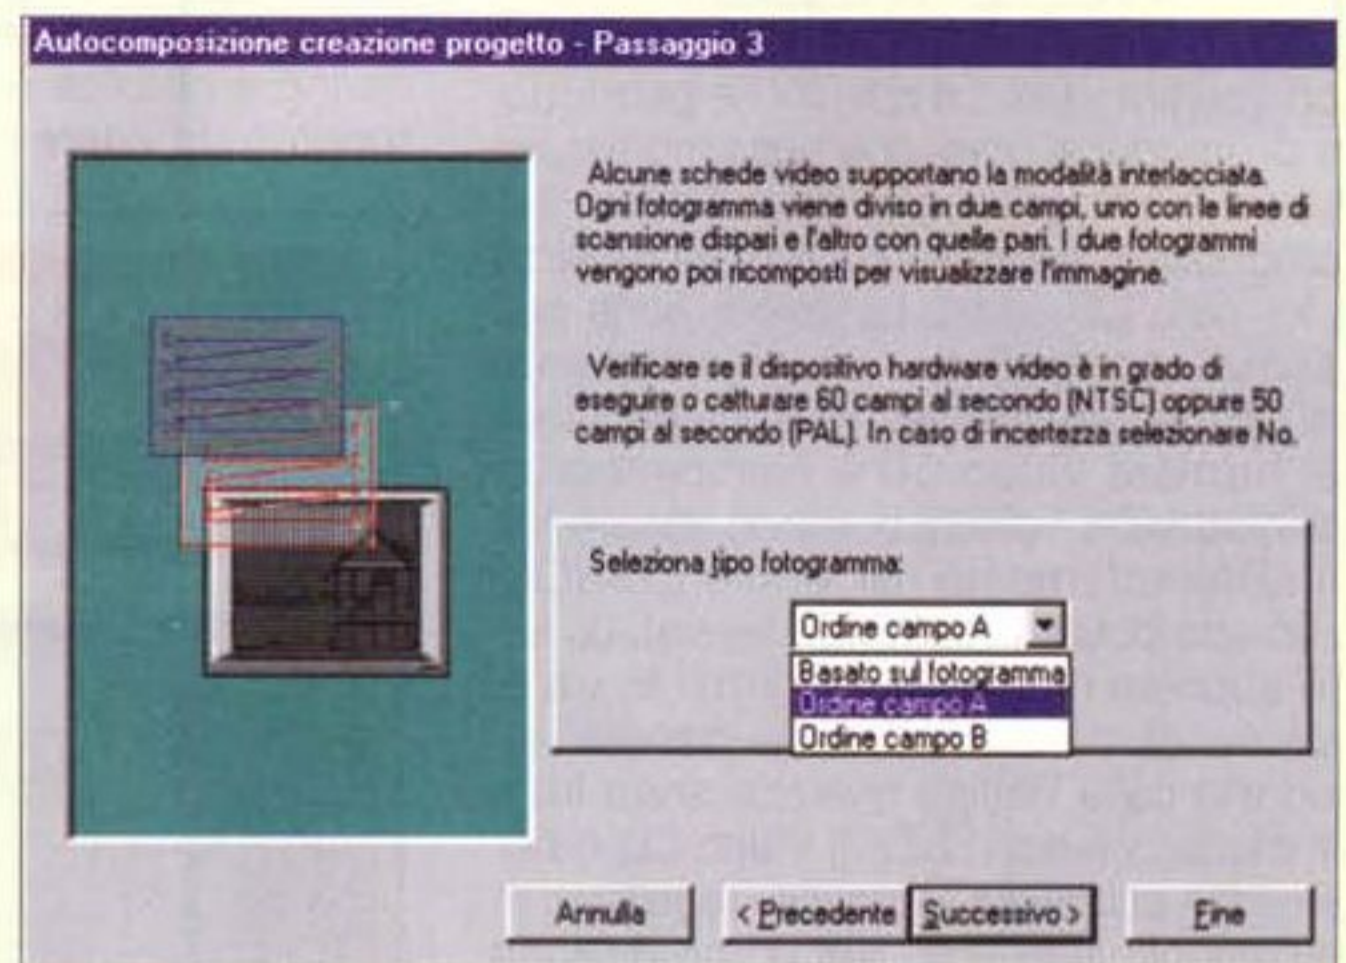 Autocomposizione creazione progetto - Passaggio 3
Alcune schede video supportano la modalità interlacciata.
Ogni fotogramma viene diviso in due campi, uno con le linee di
scansione dispari e l'altro con quelle pari. I due fotogrammi
vengono poi ricomposti per visualizzare l'immagine.
Verificare se il dispositivo hardware video è in grado di
eseguire o catturare 60 campi al secondo (NTSC) oppure 50
campi al secondo (PAL). In caso di incertezza selezionare No.
Seleziona tipo fotogramma:
Ordine campo A
Basato sul fotogramma
Ordine campo A
Ordine campo B
Annulla
< Precedente
Successivo >
Fine